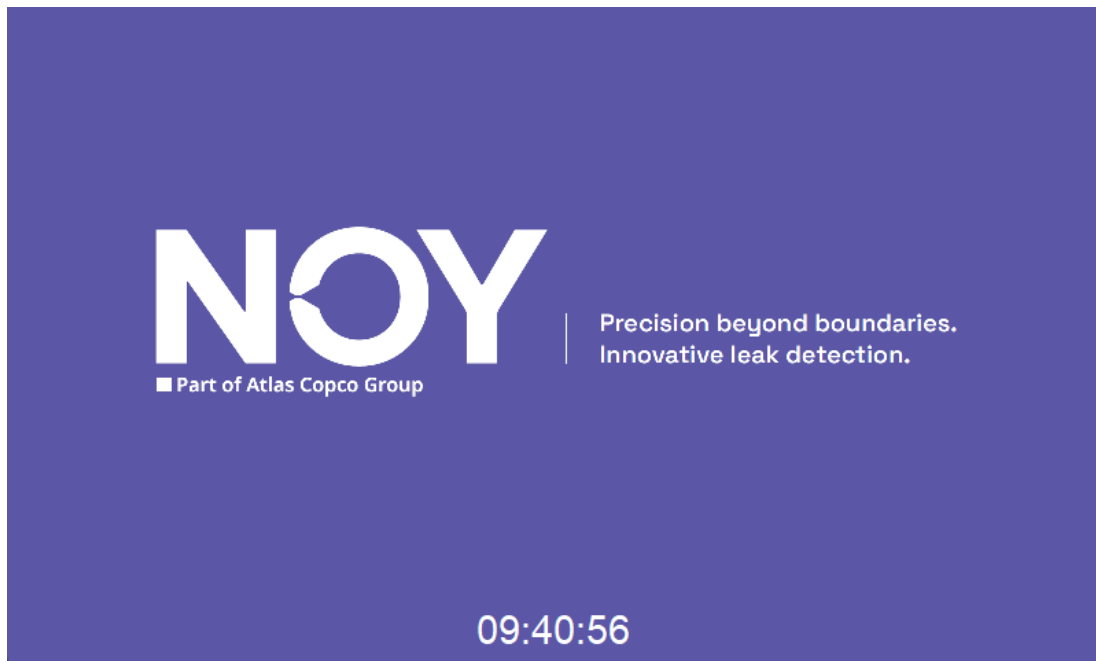 NOY
Part of Atlas Copco Group
Precision beyond boundaries.
Innovative leak detection.
09:40:56